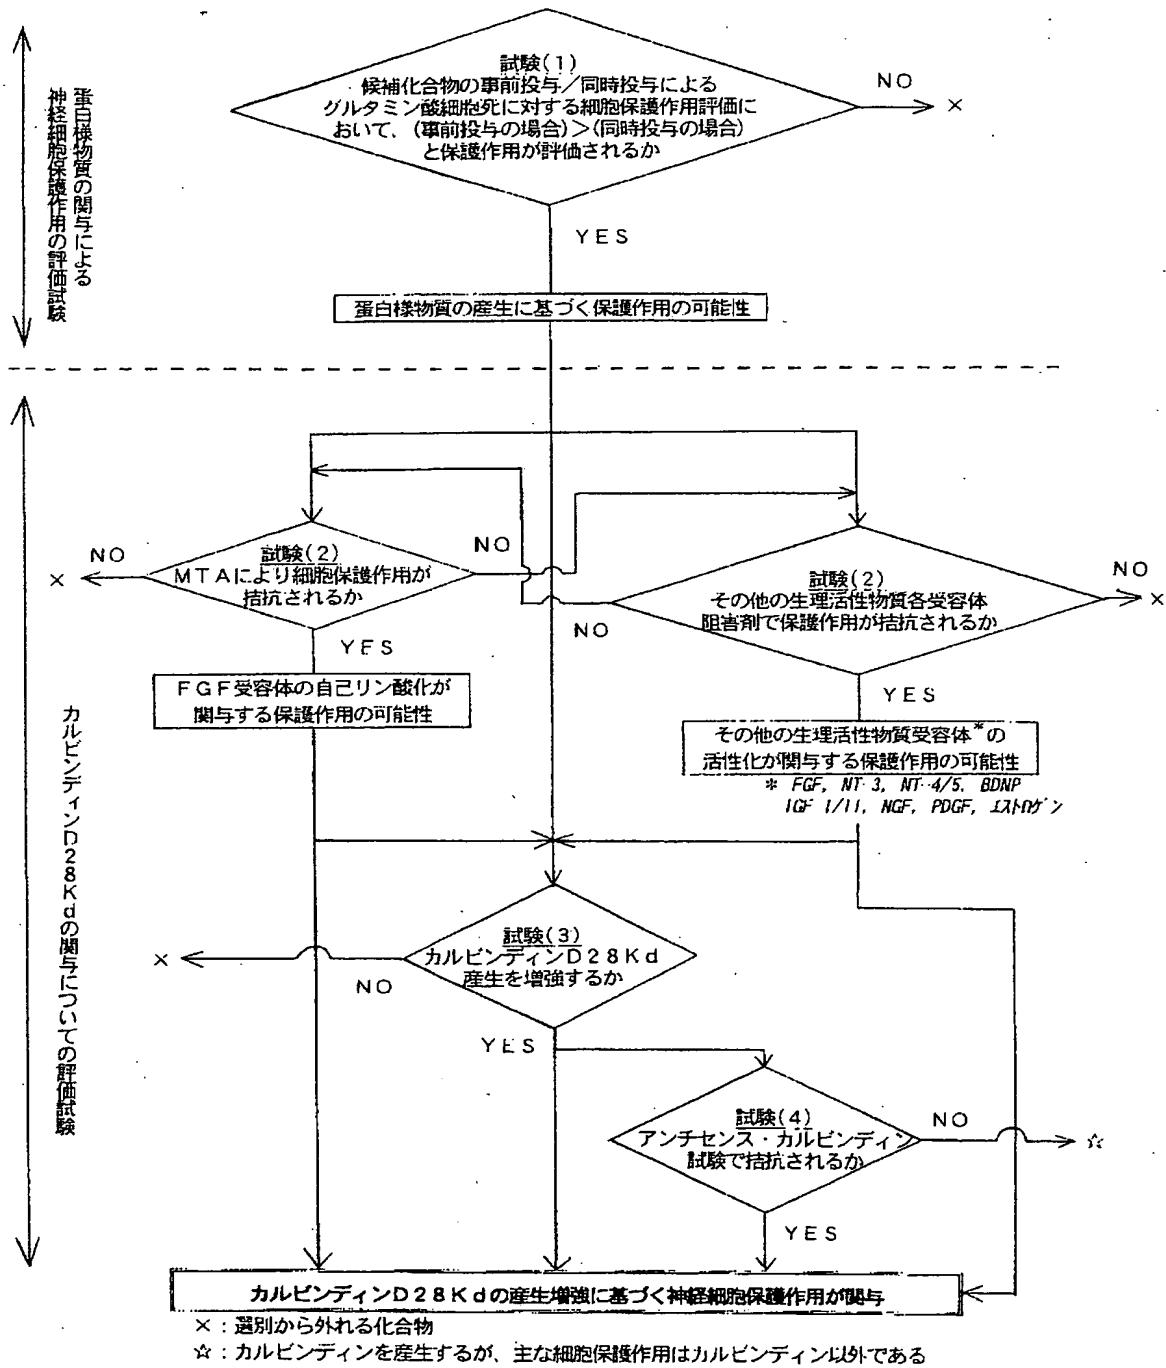 蛋白様物質の関与による
神経細胞保護作用の評価試験
試験(1)
候補化合物の事前投与/同時投与による
グルタミン酸細胞死に対する細胞保護作用評価に
おいて、(事前投与の場合)>(同時投与の場合)
と保護作用が評価されるか
NO
×
YES
蛋白様物質の産生に基づく保護作用の可能性
カルビンディンD28Kdの関与についての評価試験
試験(2)
MTAにより細胞保護作用が
拮抗されるか
NO
×
NO
YES
FGF受容体の自己リン酸化が
関与する保護作用の可能性
試験(2)
その他の生理活性物質各受容体
阻害剤で保護作用が拮抗されるか
NO
×
NO
YES
その他の生理活性物質受容体*の
活性化が関与する保護作用の可能性
* FGF, NT-3, NT-4/5, BDNP
IGF I/II, NGF, PDGF, エストロゲン
試験(3)
カルビンディンD28Kd
産生を増強するか
×
NO
YES
試験(4)
アンチセンス・カルビンディン
試験で拮抗されるか
NO
☆
YES
カルビンディンD28Kdの産生増強に基づく神経細胞保護作用が関与
×:選別から外れる化合物
☆:カルビンディンを産生するが、主な細胞保護作用はカルビンディン以外である